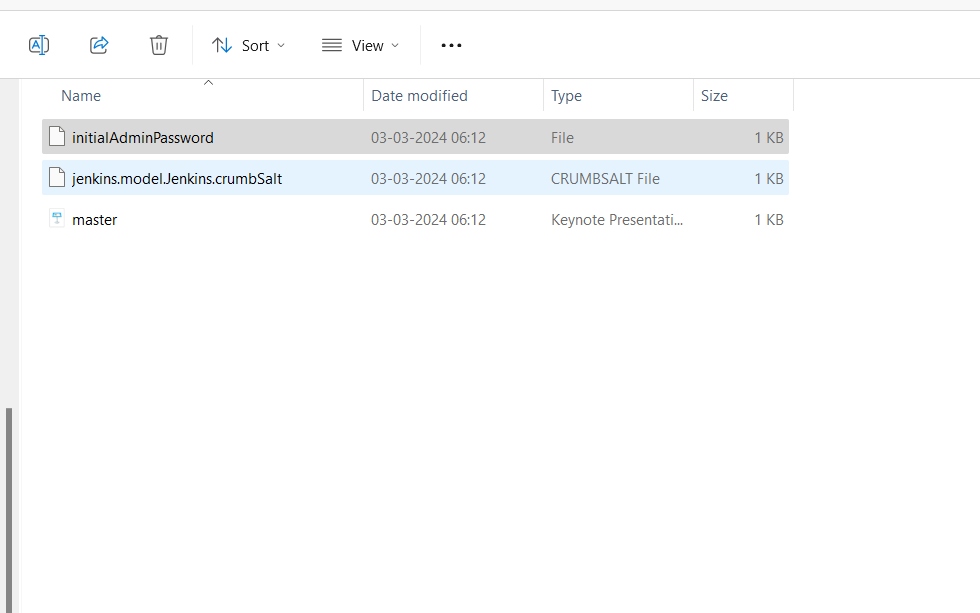 Sort View
Name Date modified Type Size
initialAdminPassword 03-03-2024 06:12 File 1 KB
jenkins.model.Jenkins.crumbSalt 03-03-2024 06:12 CRUMBSALT File 1 KB
master 03-03-2024 06:12 Keynote Presentati... 1 KB